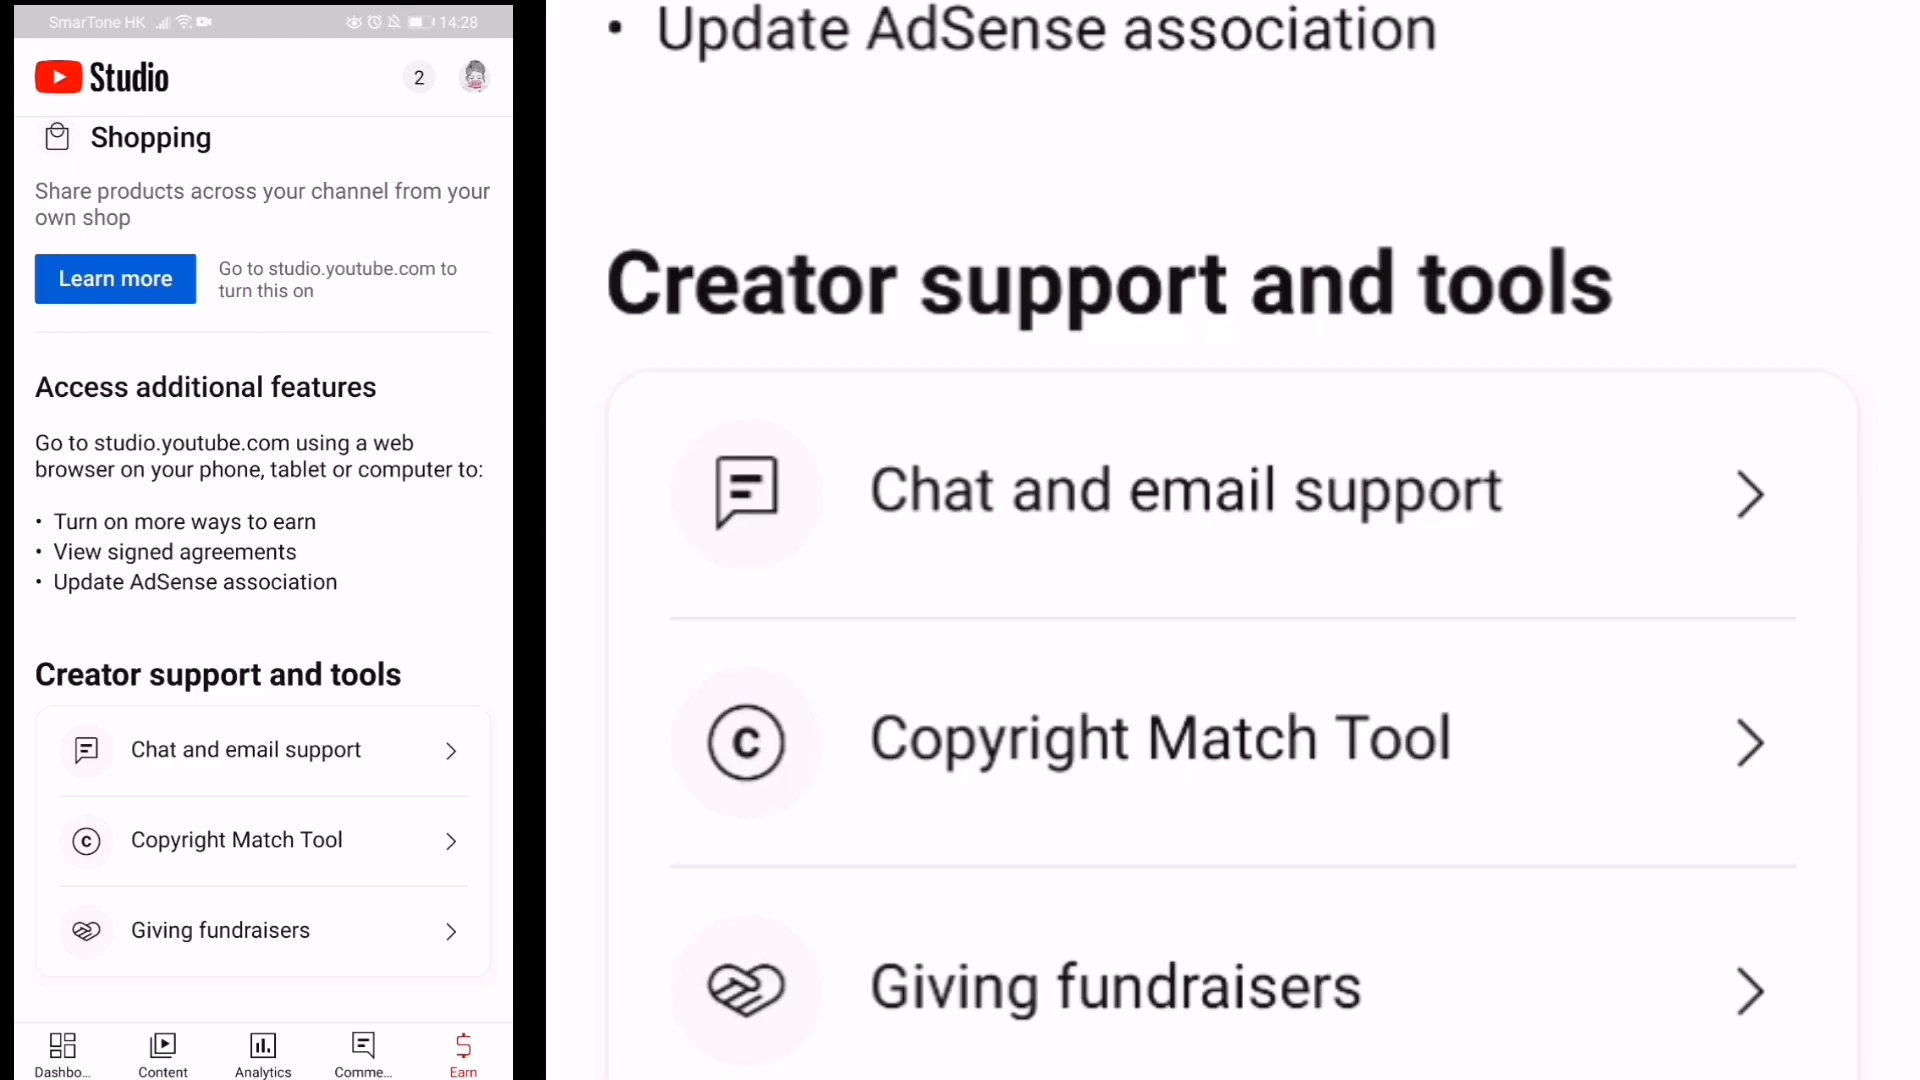 SmarTone HK
14:28
Studio
2
Shopping
Share products across your channel from your
own shop
Learn more
Go to studio.youtube.com to
turn this on
Access additional features
Go to studio.youtube.com using a web
browser on your phone, tablet or computer to:
• Turn on more ways to earn
• View signed agreements
• Update AdSense association
Creator support and tools
Chat and email support
Copyright Match Tool
Giving fundraisers
Dashbo...
Content
Analytics
Comme...
Earn
• Update AdSense association
Creator support and tools
Chat and email support
C Copyright Match Tool
Giving fundraisers